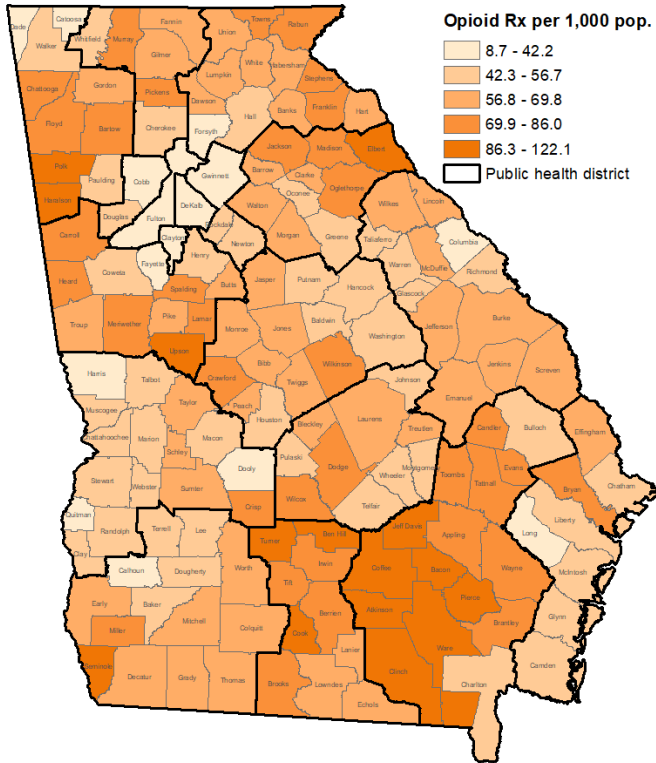 Opioid Rx per 1,000 pop.
8.7 - 42.2
42.3 - 56.7
56.8 - 69.8
69.9 - 86.0
86.3 - 122.1
Public health district
Catoosa
Fannin
Towns
Rabun
Dade
Whitfield
Murray
Union
Walker
Gilmer
White
Habersham
Lumpkin
Stephens
Chattooga
Gordon
Pickens
Dawson
Banks
Franklin
Hart
Hall
Floyd
Bartow
Cherokee
Forsyth
Jackson
Madison
Elbert
Polk
Paulding
Cobb
Gwinnett
Barrow
Clarke
Oconee
Oglethorpe
Haralson
Douglas
Fulton
DeKalb
Walton
Wilkes
Lincoln
Rockdale
Carroll
Clayton
Newton
Morgan
Greene
Taliaferro
Columbia
Fayette
Henry
McDuffie
Heard
Coweta
Warren
Richmond
Spalding
Butts
Jasper
Putnam
Hancock
Glascock
Troup
Meriwether
Pike
Lamar
Monroe
Jones
Baldwin
Washington
Jefferson
Burke
Upson
Bibb
Wilkinson
Harris
Talbot
Crawford
Twiggs
Johnson
Jenkins
Screven
Muscogee
Taylor
Peach
Houston
Laurens
Emanuel
Chattahoochee
Marion
Macon
Bleckley
Treutlen
Candler
Bulloch
Effingham
Schley
Dooly
Pulaski
Dodge
Montgomery
Stewart
Webster
Sumter
Wheeler
Toombs
Tattnall
Evans
Bryan
Chatham
Quitman
Crisp
Wilcox
Telfair
Long
Liberty
Randolph
Terrell
Lee
Turner
Ben Hill
Jeff Davis
Appling
Clay
Calhoun
Dougherty
Worth
Irwin
Coffee
Bacon
Wayne
McIntosh
Early
Baker
Tift
Pierce
Miller
Mitchell
Colquitt
Berrien
Atkinson
Brantley
Glynn
Cook
Ware
Seminole
Lanier
Clinch
Camden
Decatur
Grady
Thomas
Brooks
Lowndes
Echols
Charlton